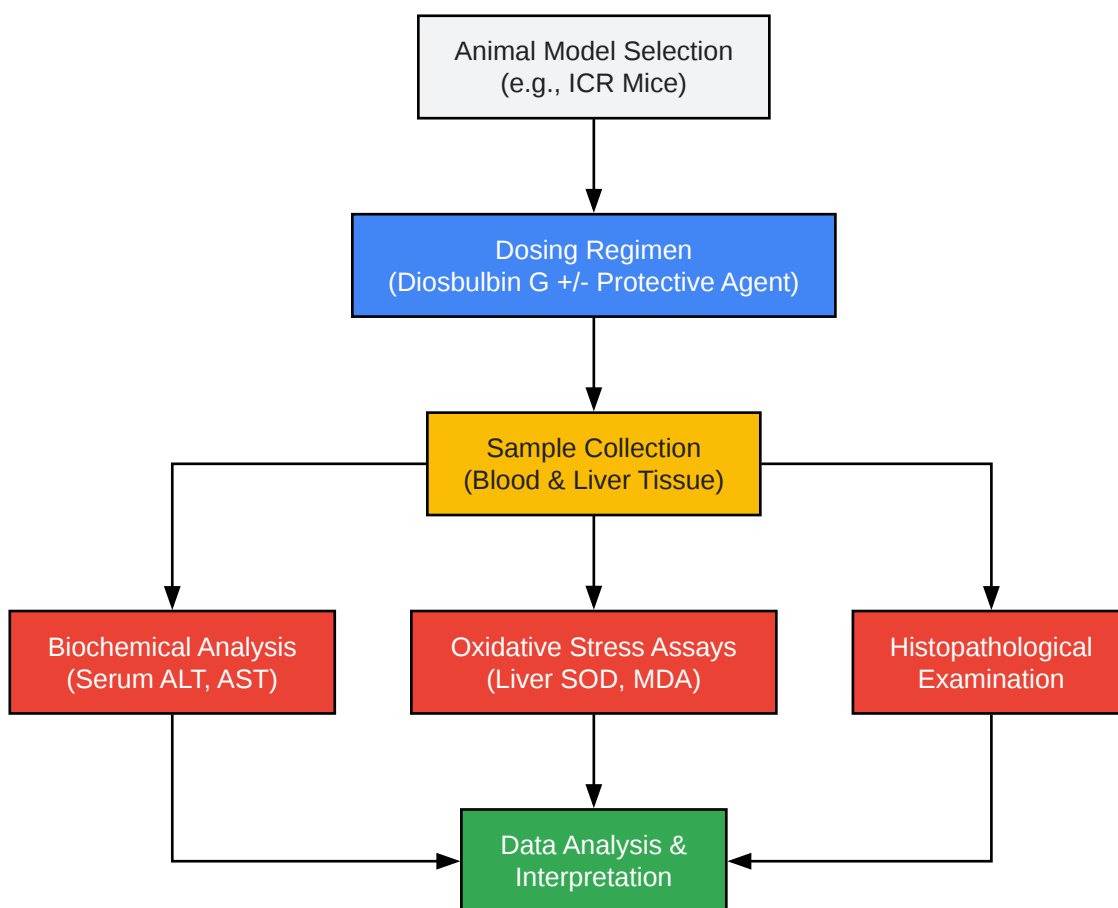 Animal Model Selection
(e.g., ICR Mice)
Dosing Regimen
(Diosbulbin G +/- Protective Agent)
Sample Collection
(Blood & Liver Tissue)
Biochemical Analysis
(Serum ALT, AST)
Oxidative Stress Assays
(Liver SOD, MDA)
Histopathological
Examination
Data Analysis &
Interpretation